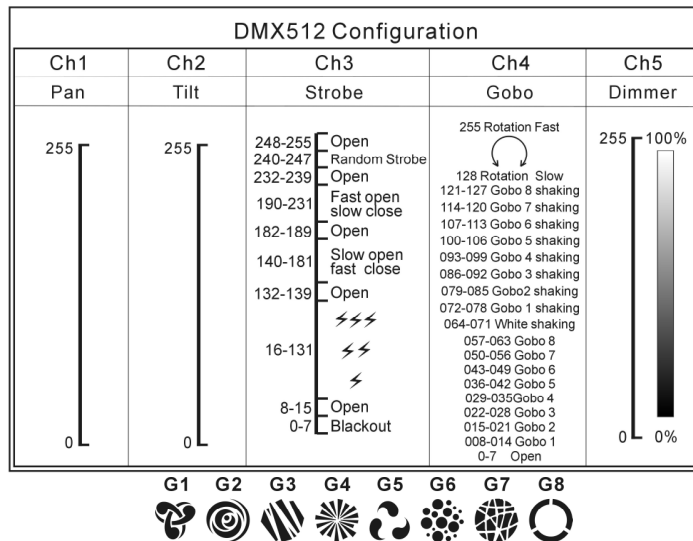 DMX512 Configuration
Ch1 Ch2 Ch3 Ch4 Ch5
Pan Tilt Strobe Gobo Dimmer
255
0
255
0
248-255 Open
240-247 Random Strobe
232-239 Open
190-231 Fast open
slow close
182-189 Open
140-181 Slow open
fast close
132-139 Open
16-131
8-15 Open
0-7 Blackout
255 Rotation Fast
128 Rotation Slow
121-127 Gobo 8 shaking
114-120 Gobo 7 shaking
107-113 Gobo 6 shaking
100-106 Gobo 5 shaking
093-099 Gobo 4 shaking
086-092 Gobo 3 shaking
079-085 Gobo2 shaking
072-078 Gobo 1 shaking
064-071 White shaking
057-063 Gobo 8
050-056 Gobo 7
043-049 Gobo 6
036-042 Gobo 5
029-035Gobo 4
022-028 Gobo 3
015-021 Gobo 2
008-014 Gobo 1
0-7 Open
255 100%
0 0%
G1 G2 G3 G4 G5 G6 G7 G8